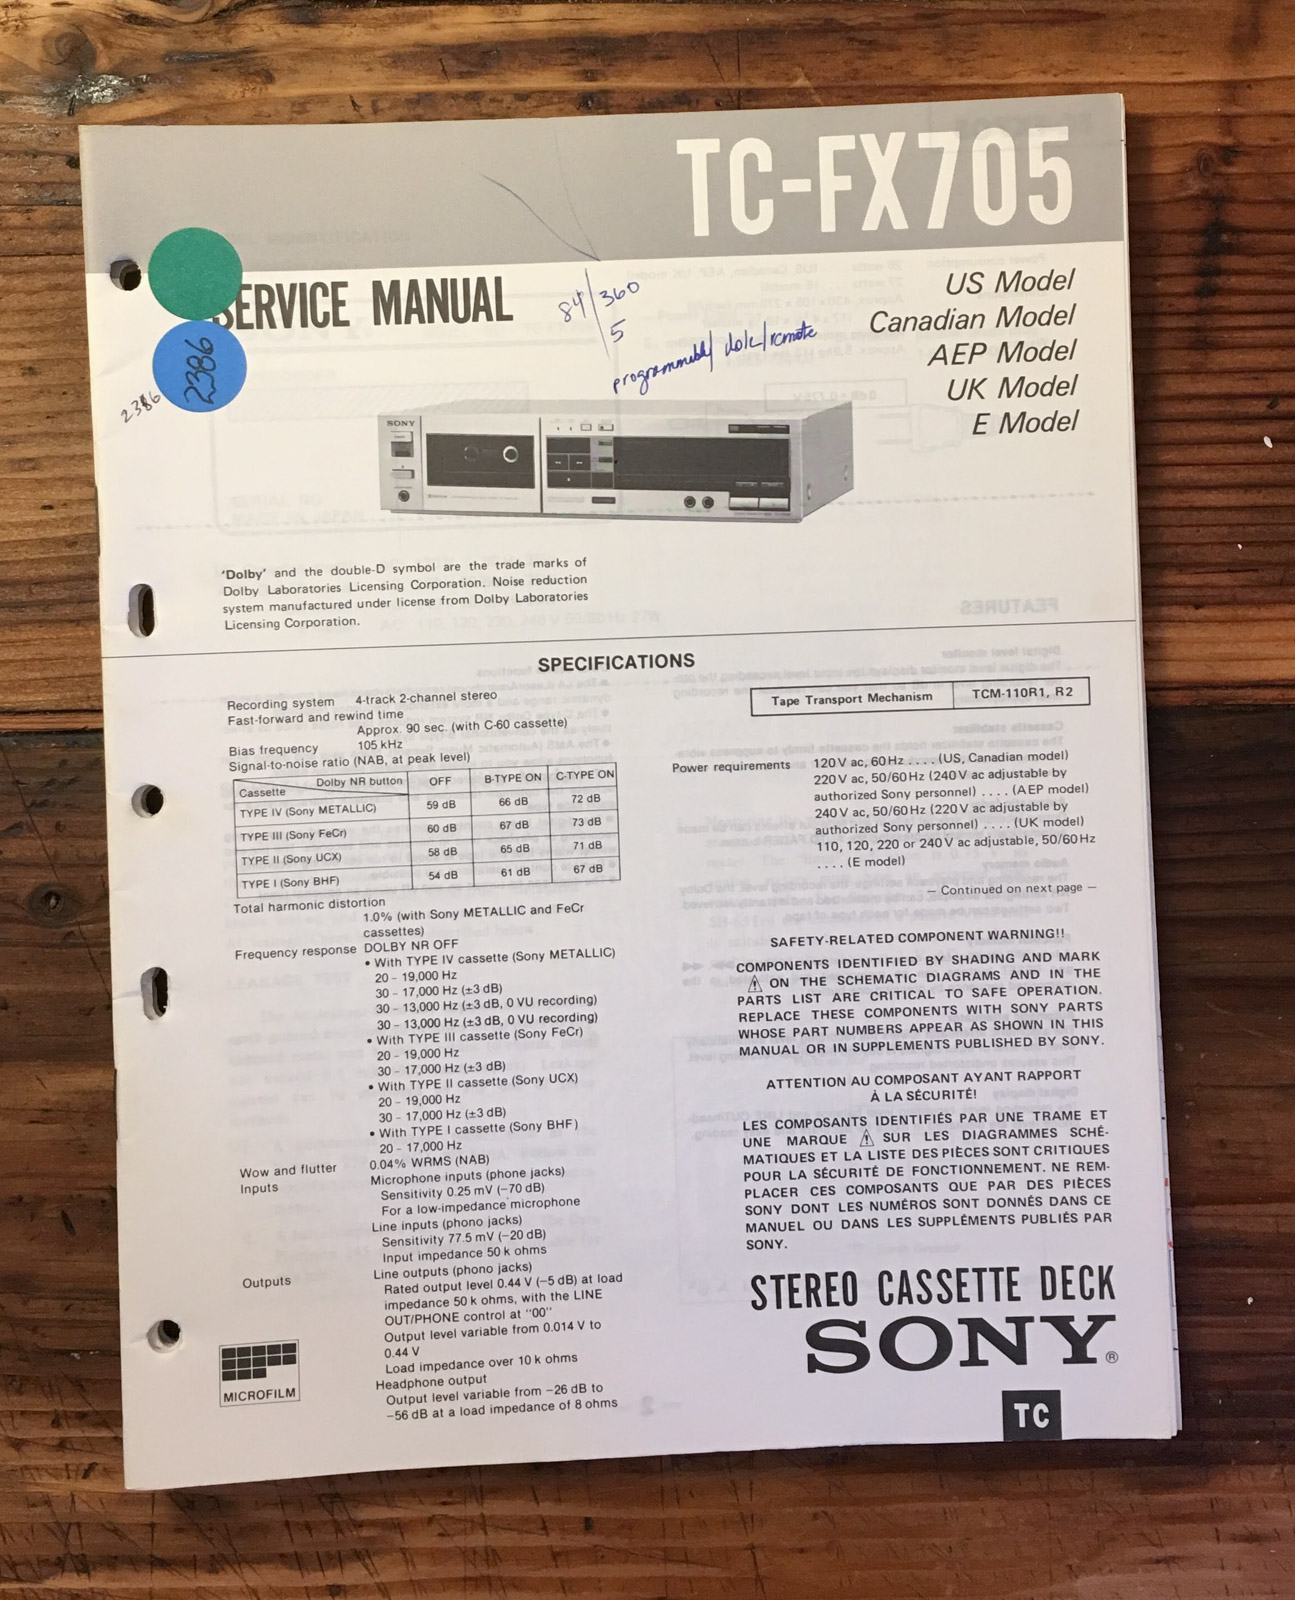 TC-FX705
SERVICE MANUAL
US Model
Canadian Model
AEP Model
UK Model
E Model
84/360
5
programmable/ dolc/remote
2386
2386
SONY
'Dolby' and the double-D symbol are the trade marks of
Dolby Laboratories Licensing Corporation. Noise reduction
system manufactured under license from Dolby Laboratories
Licensing Corporation.
SPECIFICATIONS
Recording system 4-track 2-channel stereo
Fast-forward and rewind time
Approx. 90 sec. (with C-60 cassette)
Bias frequency 105 kHz
Signal-to-noise ratio (NAB, at peak level)
Cassette Dolby NR button OFF B-TYPE ON C-TYPE ON
TYPE IV (Sony METALLIC) 59 dB 66 dB 72 dB
TYPE III (Sony FeCr) 60 dB 67 dB 73 dB
TYPE II (Sony UCX) 58 dB 65 dB 71 dB
TYPE I (Sony BHF) 54 dB 61 dB 67 dB
Total harmonic distortion
1.0% (with Sony METALLIC and FeCr
cassettes)
Frequency response DOLBY NR OFF
• With TYPE IV cassette (Sony METALLIC)
20 – 19,000 Hz
30 – 17,000 Hz (±3 dB)
30 – 13,000 Hz (±3 dB, 0 VU recording)
30 – 13,000 Hz (±3 dB, 0 VU recording)
• With TYPE III cassette (Sony FeCr)
20 – 19,000 Hz
30 – 17,000 Hz (±3 dB)
• With TYPE II cassette (Sony UCX)
20 – 19,000 Hz
30 – 17,000 Hz (±3 dB)
• With TYPE I cassette (Sony BHF)
20 – 17,000 Hz
Wow and flutter 0.04% WRMS (NAB)
Inputs Microphone inputs (phone jacks)
Sensitivity 0.25 mV (–70 dB)
For a low-impedance microphone
Line inputs (phono jacks)
Sensitivity 77.5 mV (–20 dB)
Input impedance 50 k ohms
Outputs Line outputs (phono jacks)
Rated output level 0.44 V (–5 dB) at load
impedance 50 k ohms, with the LINE
OUT/PHONE control at "00"
Output level variable from 0.014 V to
0.44 V
Load impedance over 10 k ohms
Headphone output
Output level variable from –26 dB to
–56 dB at a load impedance of 8 ohms
MICROFILM
Tape Transport Mechanism TCM-110R1, R2
Power requirements 120 V ac, 60 Hz . . . . (US, Canadian model)
220 V ac, 50/60 Hz (240 V ac adjustable by
authorized Sony personnel) . . . . (AEP model)
240 V ac, 50/60 Hz (220 V ac adjustable by
authorized Sony personnel) . . . . (UK model)
110, 120, 220 or 240 V ac adjustable, 50/60 Hz
. . . . (E model)
— Continued on next page —
SAFETY-RELATED COMPONENT WARNING!!
COMPONENTS IDENTIFIED BY SHADING AND MARK
⚠ ON THE SCHEMATIC DIAGRAMS AND IN THE
PARTS LIST ARE CRITICAL TO SAFE OPERATION.
REPLACE THESE COMPONENTS WITH SONY PARTS
WHOSE PART NUMBERS APPEAR AS SHOWN IN THIS
MANUAL OR IN SUPPLEMENTS PUBLISHED BY SONY.
ATTENTION AU COMPOSANT AYANT RAPPORT
À LA SÉCURITÉ!
LES COMPOSANTS IDENTIFIÉS PAR UNE TRAME ET
UNE MARQUE ⚠ SUR LES DIAGRAMMES SCHÉ-
MATIQUES ET LA LISTE DES PIÈCES SONT CRITIQUES
POUR LA SÉCURITÉ DE FONCTIONNEMENT. NE REM-
PLACER CES COMPOSANTS QUE PAR DES PIÈCES
SONY DONT LES NUMÉROS SONT DONNÉS DANS CE
MANUEL OU DANS LES SUPPLÉMENTS PUBLIÉS PAR
SONY.
STEREO CASSETTE DECK
SONY®
TC